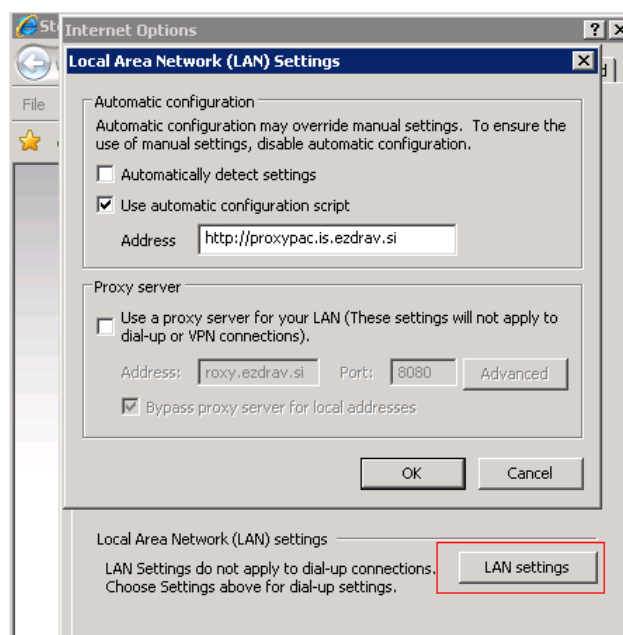 Internet Options
Local Area Network (LAN) Settings
File
Automatic configuration
Automatic configuration may override manual settings. To ensure the
use of manual settings, disable automatic configuration.
Automatically detect settings
Use automatic configuration script
Address http://proxypac.is.ezdrav.si
Proxy server
Use a proxy server for your LAN (These settings will not apply to
dial-up or VPN connections).
Address: roxy.ezdrav.si Port: 8080 Advanced
Bypass proxy server for local addresses
OK Cancel
Local Area Network (LAN) settings
LAN Settings do not apply to dial-up connections.
Choose Settings above for dial-up settings.
LAN settings